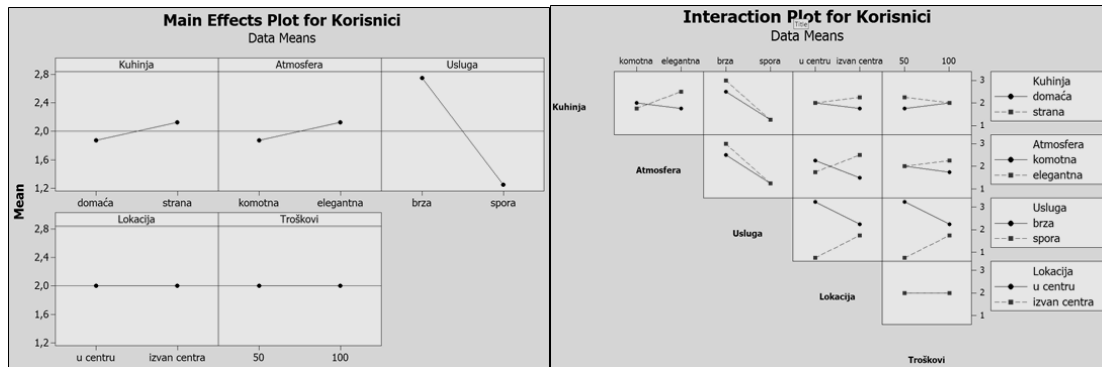 Main Effects Plot for Korisnici
Data Means
Kuhinja Atmosfera Usluga
2,8
2,4
2,0
1,6
1,2
domaća strana komotna elegantna brza spora
Lokacija Troškovi
2,8
2,4
2,0
1,6
1,2
u centru izvan centra 50 100
Mean
Interaction Plot for Korisnici
Title
Data Means
komotna elegantna brza spora u centru izvan centra 50 100
Kuhinja
3
2
1
Kuhinja
domaća
strana
Atmosfera
3
2
1
Atmosfera
komotna
elegantna
Usluga
3
2
1
Usluga
brza
spora
Lokacija
3
2
1
Lokacija
u centru
izvan centra
Troškovi